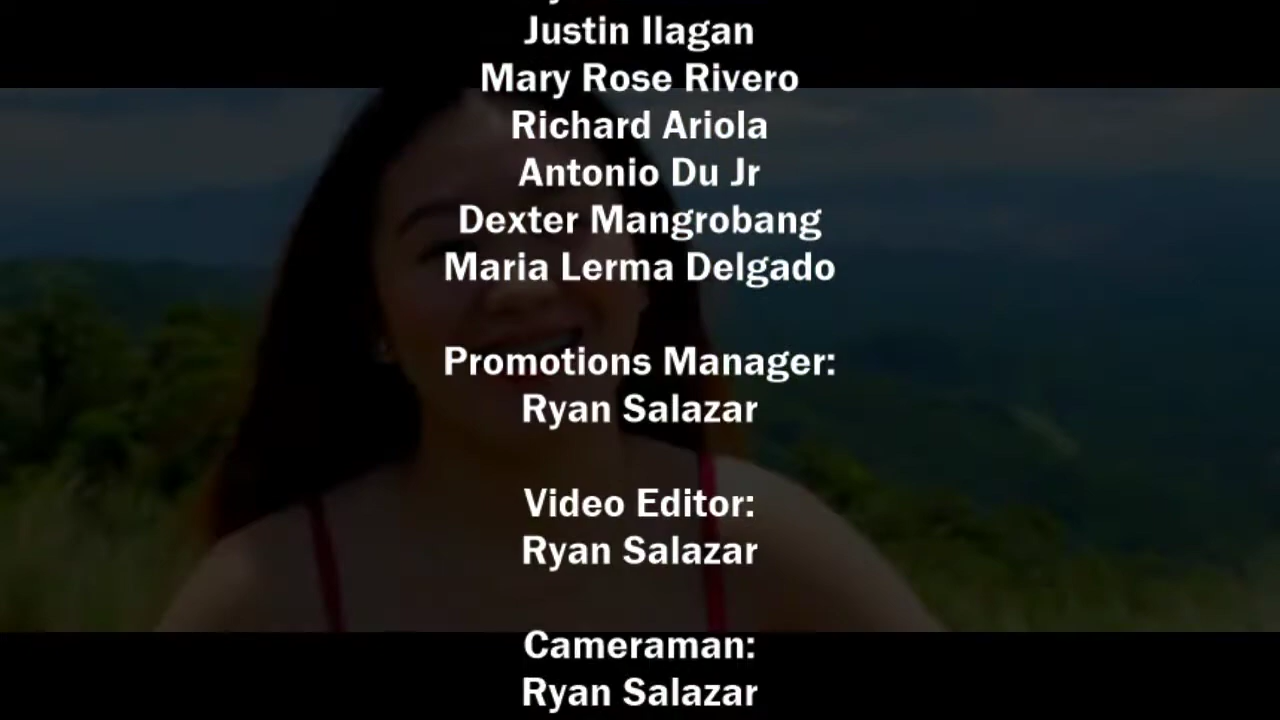 Justin Ilagan
Mary Rose Rivero
Richard Ariola
Antonio Du Jr
Dexter Mangrobang
Maria Lerma Delgado
Promotions Manager:
Ryan Salazar
Video Editor:
Ryan Salazar
Cameraman:
Ryan Salazar